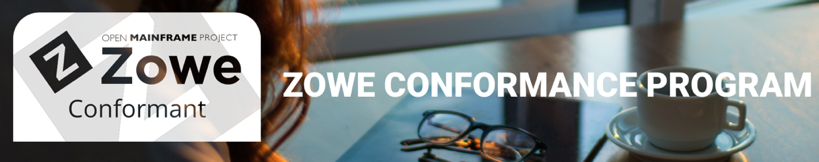 OPEN MAINFRAME PROJECT
Zowe
Conformant
ZOWE CONFORMANCE PROGRAM